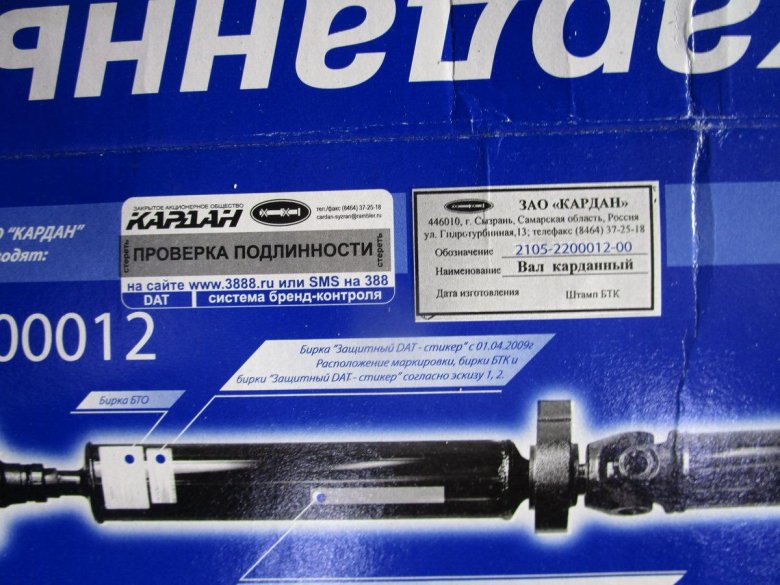 карданны
О "КАРДАН"
водят:
00012
ЗАКРЫТОЕ АКЦИОНЕРНОЕ ОБЩЕСТВО
КАРДАН
тел./факс (8464) 37-25-18
cardan-syzran@rambler.ru
стереть
ПРОВЕРКА ПОДЛИННОСТИ
стереть
на сайте www.3888.ru или SMS на 388
DAT система бренд-контроля
ЗАО «КАРДАН»
446010, г. Сызрань, Самарская область, Россия
ул. Гидротурбинная,13; телефакс (8464) 37-25-18
Обозначение 2105-2200012-00
Наименование Вал карданный
Дата изготовления Штамп БТК
Бирка "Защитный DAT - стикер" с 01.04.2009г
Расположение маркировки, бирки БТК и
бирки "Защитный DAT - стикер" согласно эскизу 1, 2.
Бирка БТО